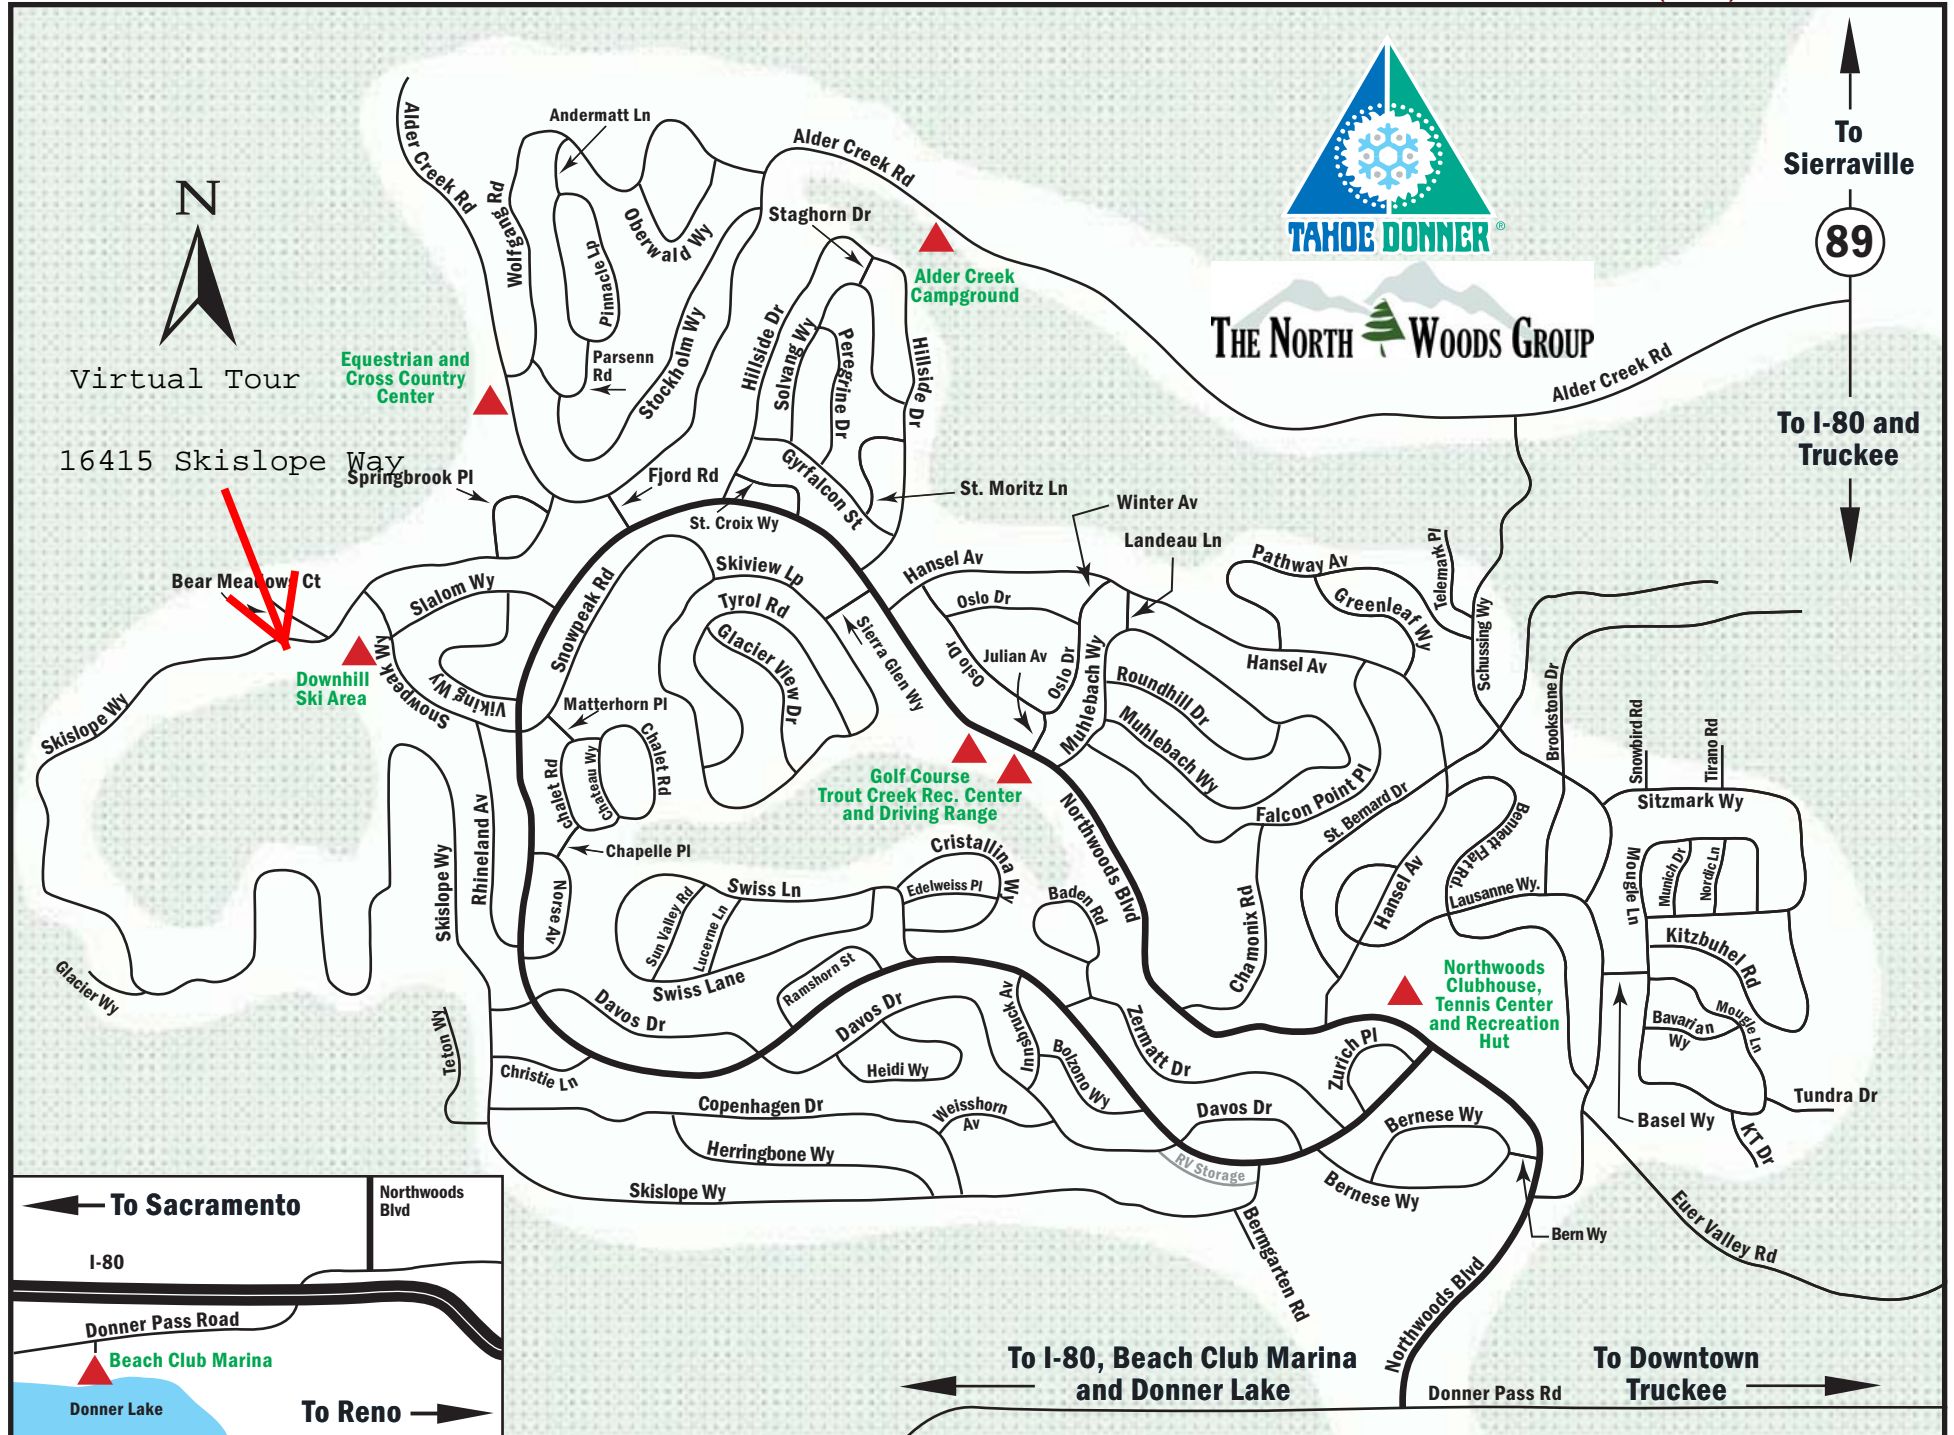 Alder Creek Rd
Andermatt Ln
Alder Creek Rd
Wolfgang Rd
Pinnacle Lp
Oberwald Wy
Staghorn Dr
Alder Creek
Campground
TAHOE DONNER®
THE NORTH WOODS GROUP
To
Sierraville
89
To I-80 and
Truckee
Alder Creek Rd
N
Virtual Tour
16415 Skislope Way
Equestrian and
Cross Country
Center
Parsenn
Rd
Stockholm Wy
Hillside Dr
Solvang Wy
Peregrine Dr
Hillside Dr
Springbrook Pl
Fjord Rd
St. Croix Wy
Gyrfalcon St
St. Moritz Ln
Winter Av
Landeau Ln
Bear Meadows Ct
Slalom Wy
Snowpeak Rd
Skiview Lp
Tyrol Rd
Glacier View Dr
Sierra Glen Wy
Hansel Av
Oslo Dr
Oslo Dr
Julian Av
Oslo Dr
Muhlebach Wy
Pathway Av
Greenleaf Wy
Telemark Pl
Schussing Wy
Hansel Av
Roundhill Dr
Muhlebach Wy
Falcon Point Pl
St. Bernard Dr
Brookstone Dr
Snowbird Rd
Tirano Rd
Sitzmark Wy
Downhill
Ski Area
Snowpeak Wy
Viking Wy
Skislope Wy
Matterhorn Pl
Chalet Rd
Chateau Wy
Chalet Rd
Chapelle Pl
Rhineland Av
Skislope Wy
Norse Av
Golf Course
Trout Creek Rec. Center
and Driving Range
Northwoods Blvd
Cristallina Wy
Edelweiss Pl
Baden Rd
Swiss Ln
Sun Valley Rd
Lucerne Ln
Swiss Lane
Ramshorn St
Chamonix Rd
Hansel Av
Bennett Flat Rd.
Lausanne Wy.
Mougle Ln
Munich Dr
Nordic Ln
Kitzbuhel Rd
Mougle Ln
Bavarian
Wy
Northwoods
Clubhouse,
Tennis Center
and Recreation
Hut
Glacier Wy
Teton Wy
Davos Dr
Davos Dr
Innsbruck Av
Bolzono Wy
Zermatt Dr
Zurich Pl
Christie Ln
Heidi Wy
Copenhagen Dr
Weisshorn
Av
Herringbone Wy
Skislope Wy
Davos Dr
RV Storage
Bernese Wy
Bernese Wy
Basel Wy
Tundra Dr
KT Dr
Bern Wy
Euer Valley Rd
Bermgarten Rd
Northwoods Blvd
To Sacramento
Northwoods
Blvd
I-80
Donner Pass Road
Beach Club Marina
Donner Lake
To Reno
To I-80, Beach Club Marina
and Donner Lake
Donner Pass Rd
To Downtown
Truckee